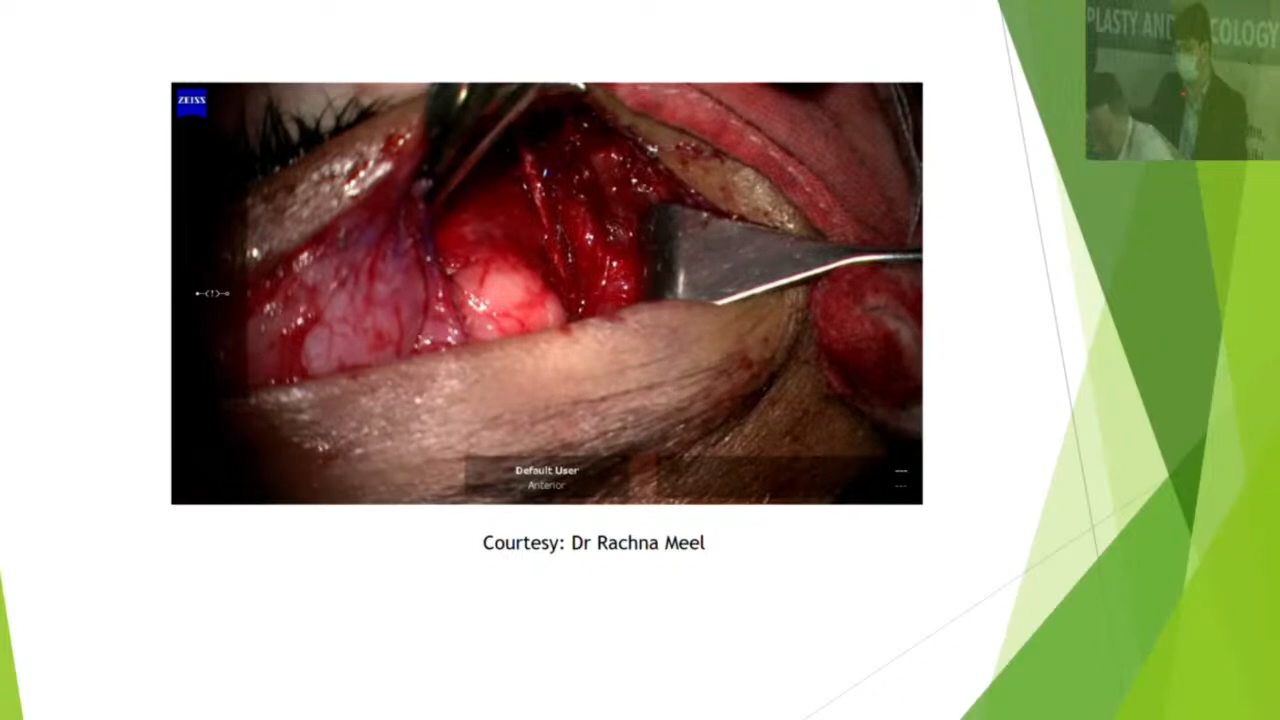 PLASTY AND
COLOGY
ZEISS
Default User
Anterior
Courtesy: Dr Rachna Meel